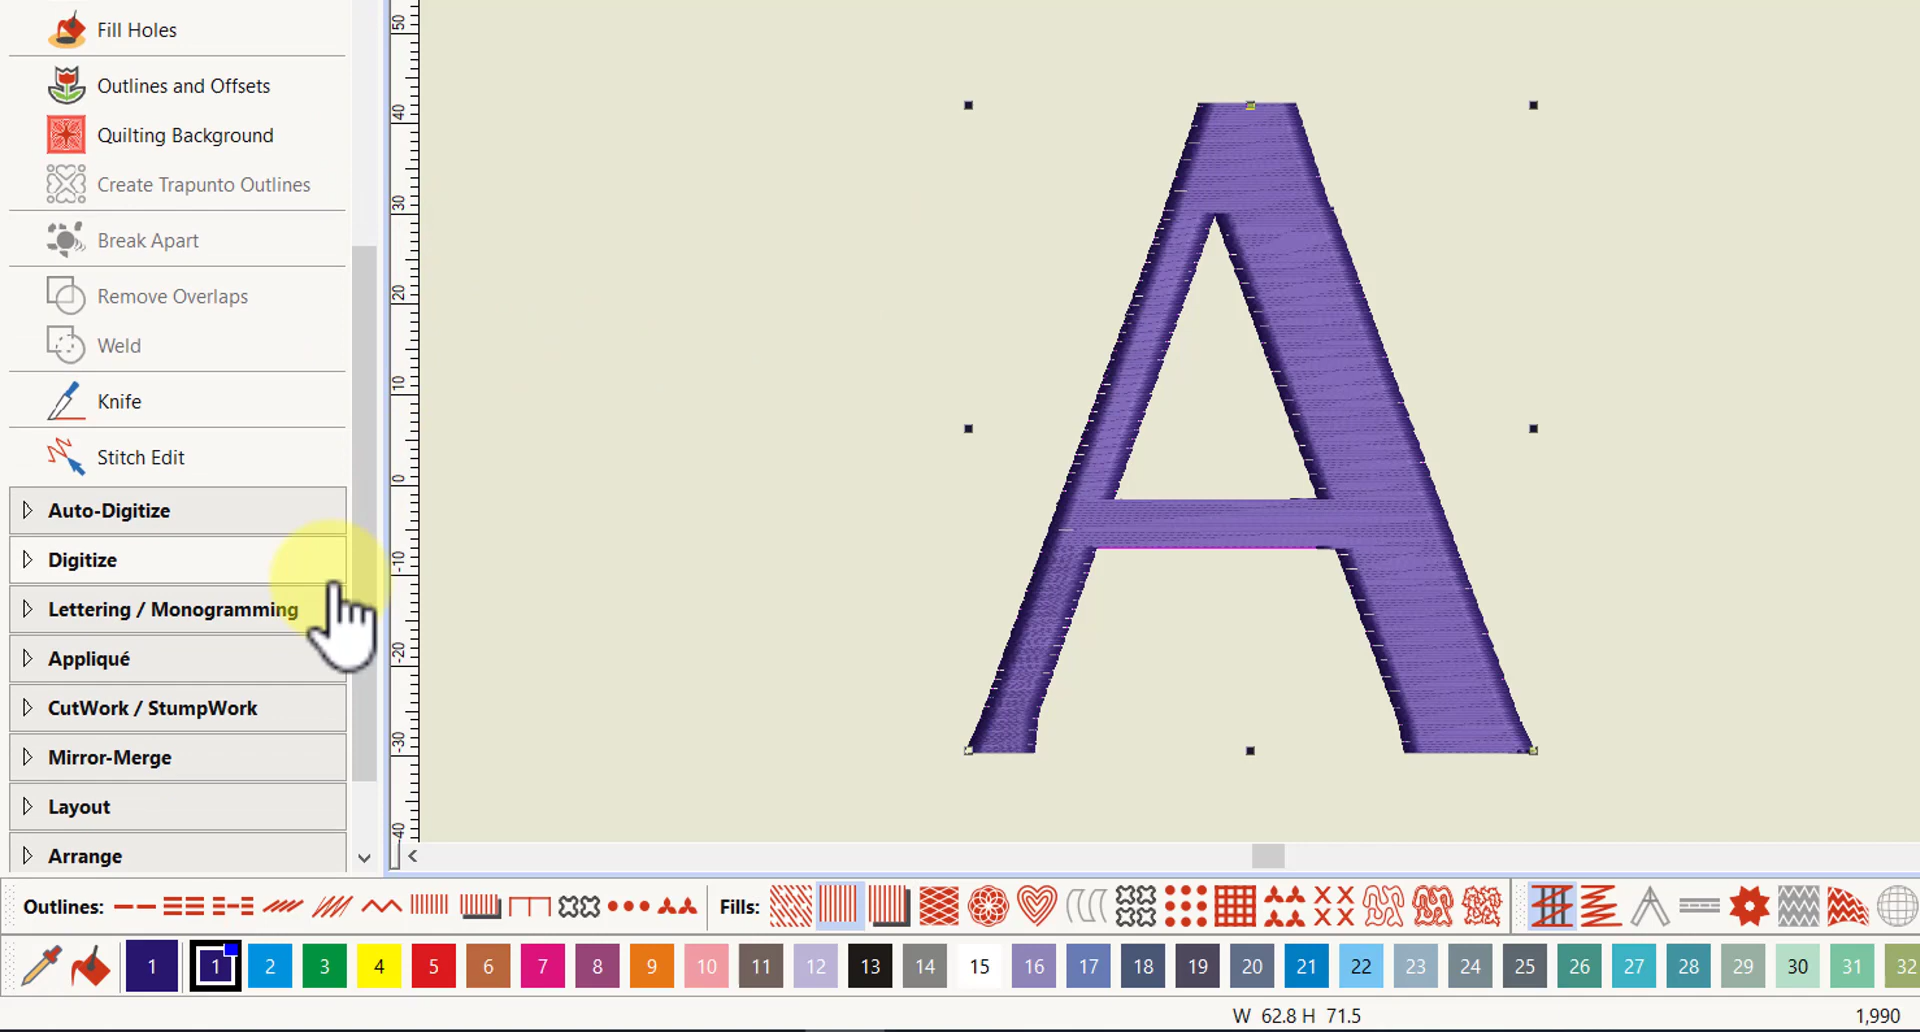 Fill Holes
Outlines and Offsets
Quilting Background
Create Trapunto Outlines
Break Apart
Remove Overlaps
Weld
Knife
Stitch Edit
Auto-Digitize
Digitize
Lettering / Monogramming
Appliqué
CutWork / StumpWork
Mirror-Merge
Layout
Arrange
50
40
30
20
10
0
-10
-20
-30
-40
A
Outlines:
Fills:
1 1 2 3 4 5 6 7 8 9 10 11 12 13 14 15 16 17 18 19 20 21 22 23 24 25 26 27 28 29 30 31 32
W 62.8 H 71.5
1,990